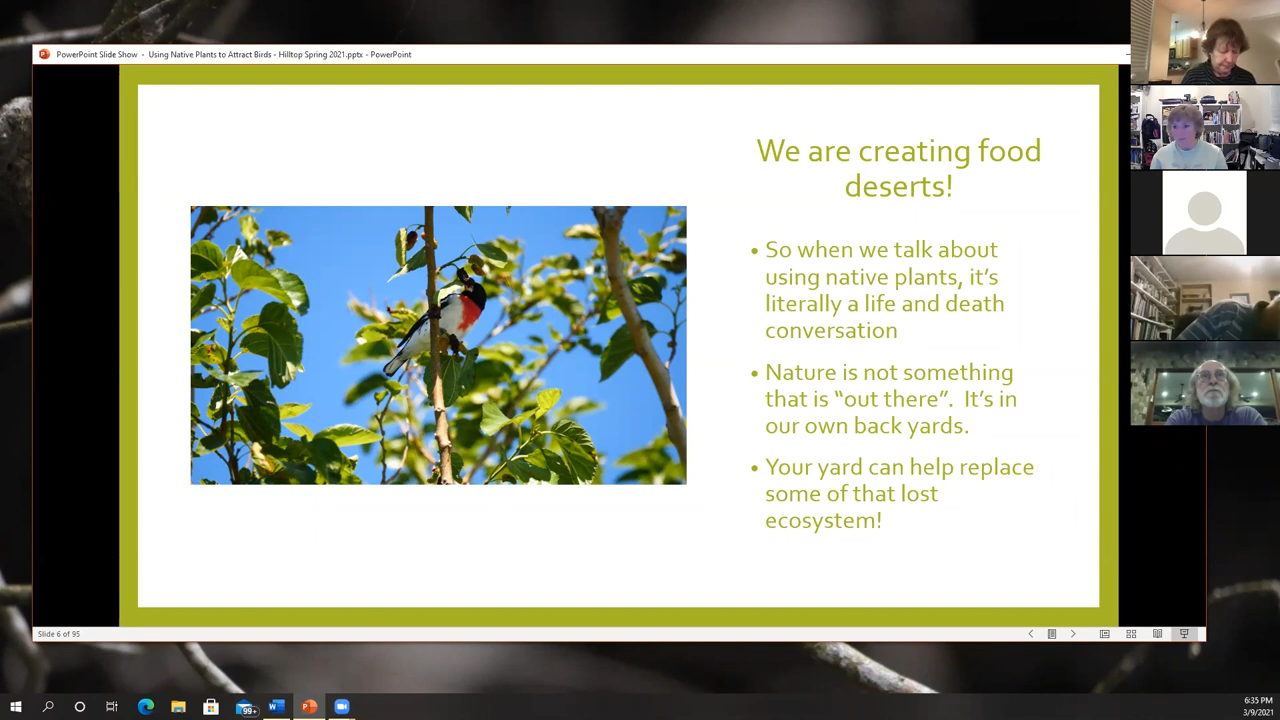 PowerPoint Slide Show - Using Native Plants to Attract Birds - Hilltop Spring 2021.pptx - PowerPoint
We are creating food
deserts!
• So when we talk about
using native plants, it's
literally a life and death
conversation
• Nature is not something
that is “out there”. It's in
our own back yards.
• Your yard can help replace
some of that lost
ecosystem!
Slide 6 of 95
99+
6:35 PM
3/9/2021